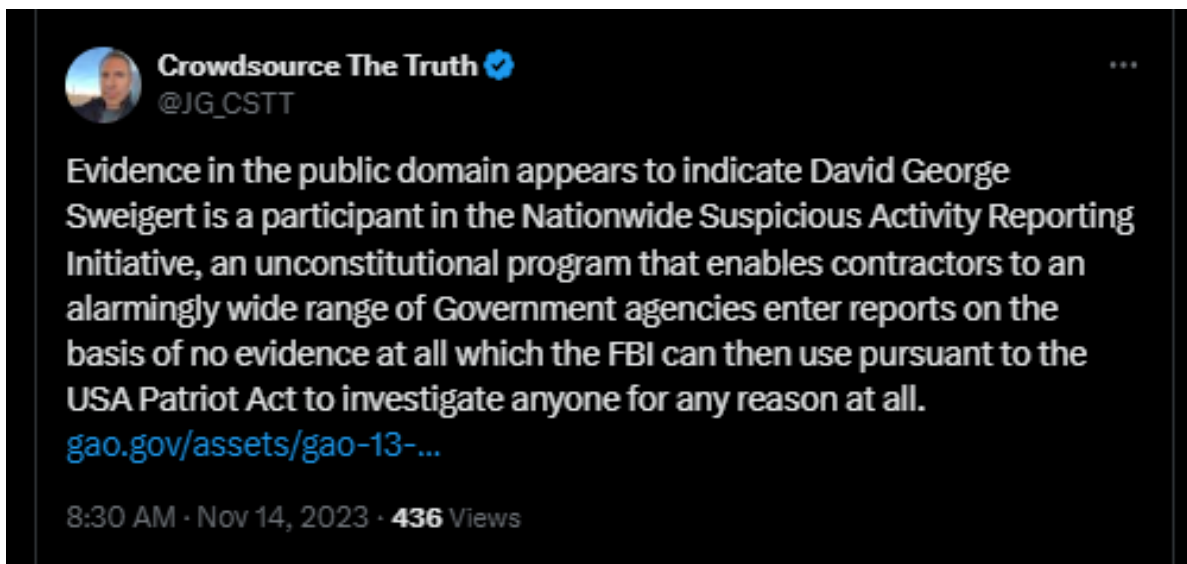 Crowdsource The Truth
@JG_CSTT
Evidence in the public domain appears to indicate David George
Sweigert is a participant in the Nationwide Suspicious Activity Reporting
Initiative, an unconstitutional program that enables contractors to an
alarmingly wide range of Government agencies enter reports on the
basis of no evidence at all which the FBI can then use pursuant to the
USA Patriot Act to investigate anyone for any reason at all.
gao.gov/assets/gao-13-...
8:30 AM · Nov 14, 2023 · 436 Views